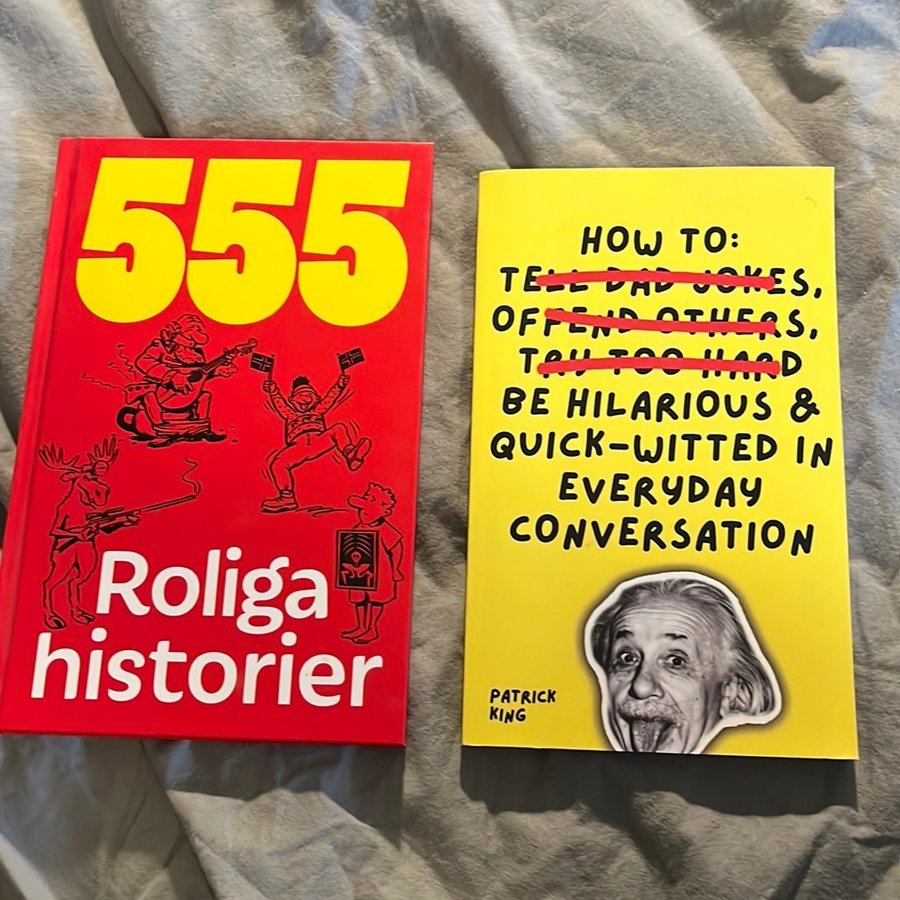 555
Roliga
historier
HOW TO:
TELL DAD JOKES,
OFFEND OTHERS,
TRY TOO HARD
BE HILARIOUS &
QUICK-WITTED IN
EVERYDAY
CONVERSATION
PATRICK
KING